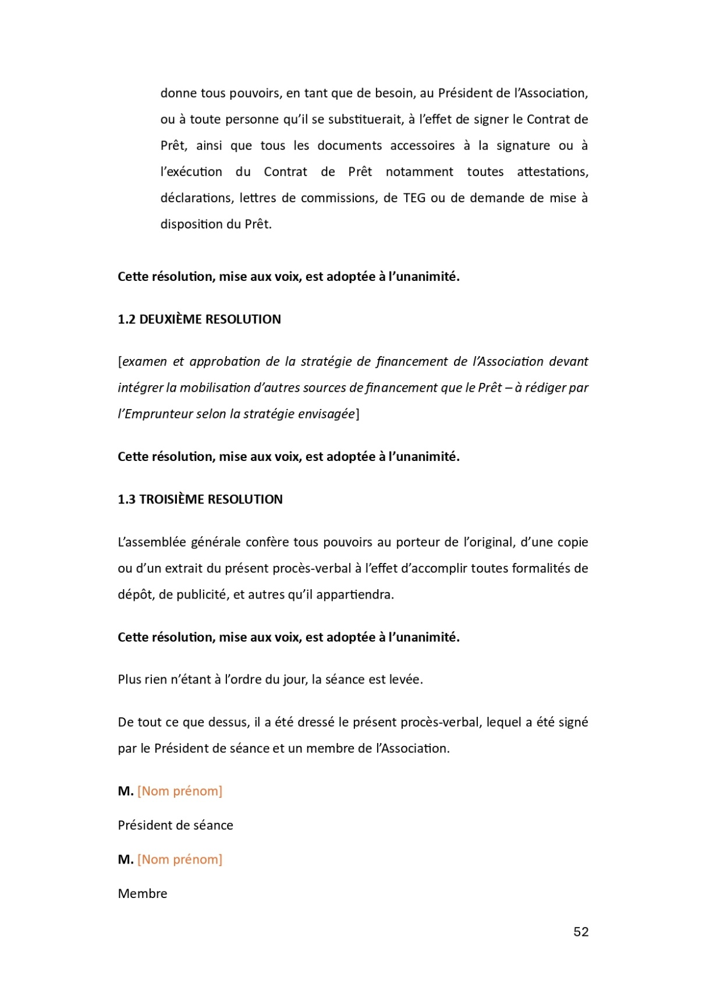 donne tous pouvoirs, en tant que de besoin, au Président de l’Association,
ou à toute personne qu’il se substituerait, à l’effet de signer le Contrat de
Prêt, ainsi que tous les documents accessoires à la signature ou à
l’exécution du Contrat de Prêt notamment toutes attestations,
déclarations, lettres de commissions, de TEG ou de demande de mise à
disposition du Prêt.
Cette résolution, mise aux voix, est adoptée à l’unanimité.
1.2 DEUXIÈME RESOLUTION
[examen et approbation de la stratégie de financement de l’Association devant
intégrer la mobilisation d’autres sources de financement que le Prêt – à rédiger par
l’Emprunteur selon la stratégie envisagée]
Cette résolution, mise aux voix, est adoptée à l’unanimité.
1.3 TROISIÈME RESOLUTION
L’assemblée générale confère tous pouvoirs au porteur de l’original, d’une copie
ou d’un extrait du présent procès-verbal à l’effet d’accomplir toutes formalités de
dépôt, de publicité, et autres qu’il appartiendra.
Cette résolution, mise aux voix, est adoptée à l’unanimité.
Plus rien n’étant à l’ordre du jour, la séance est levée.
De tout ce que dessus, il a été dressé le présent procès-verbal, lequel a été signé
par le Président de séance et un membre de l’Association.
M. [Nom prénom]
Président de séance
M. [Nom prénom]
Membre
52